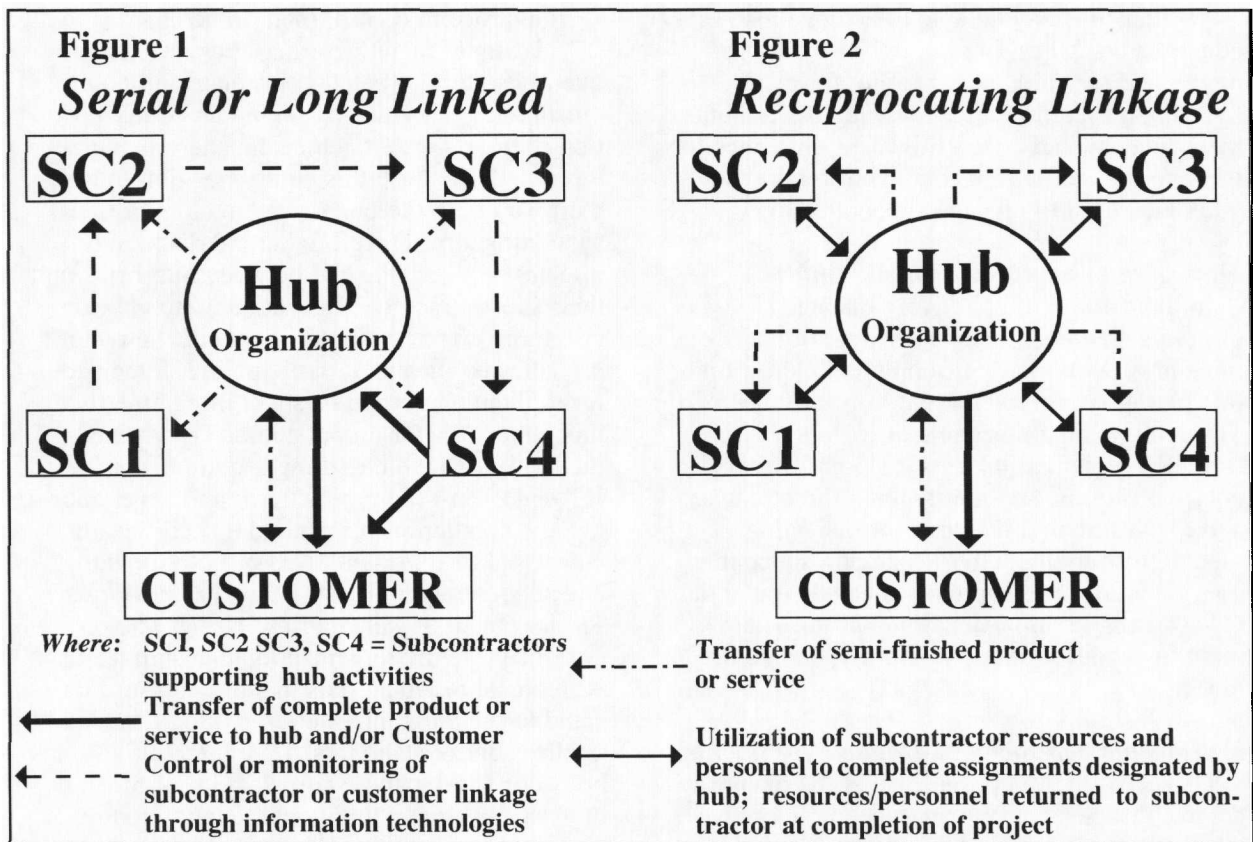 Figure 1
Serial or Long Linked
SC2
SC3
Hub
Organization
SC1
SC4
CUSTOMER
Figure 2
Reciprocating Linkage
SC2
SC3
Hub
Organization
SC1
SC4
CUSTOMER
Where: SCI, SC2 SC3, SC4 = Subcontractors
supporting hub activities
Transfer of complete product or
service to hub and/or Customer
Control or monitoring of
subcontractor or customer linkage
through information technologies
Transfer of semi-finished product
or service
Utilization of subcontractor resources and
personnel to complete assignments designated by
hub; resources/personnel returned to subcon-
tractor at completion of project